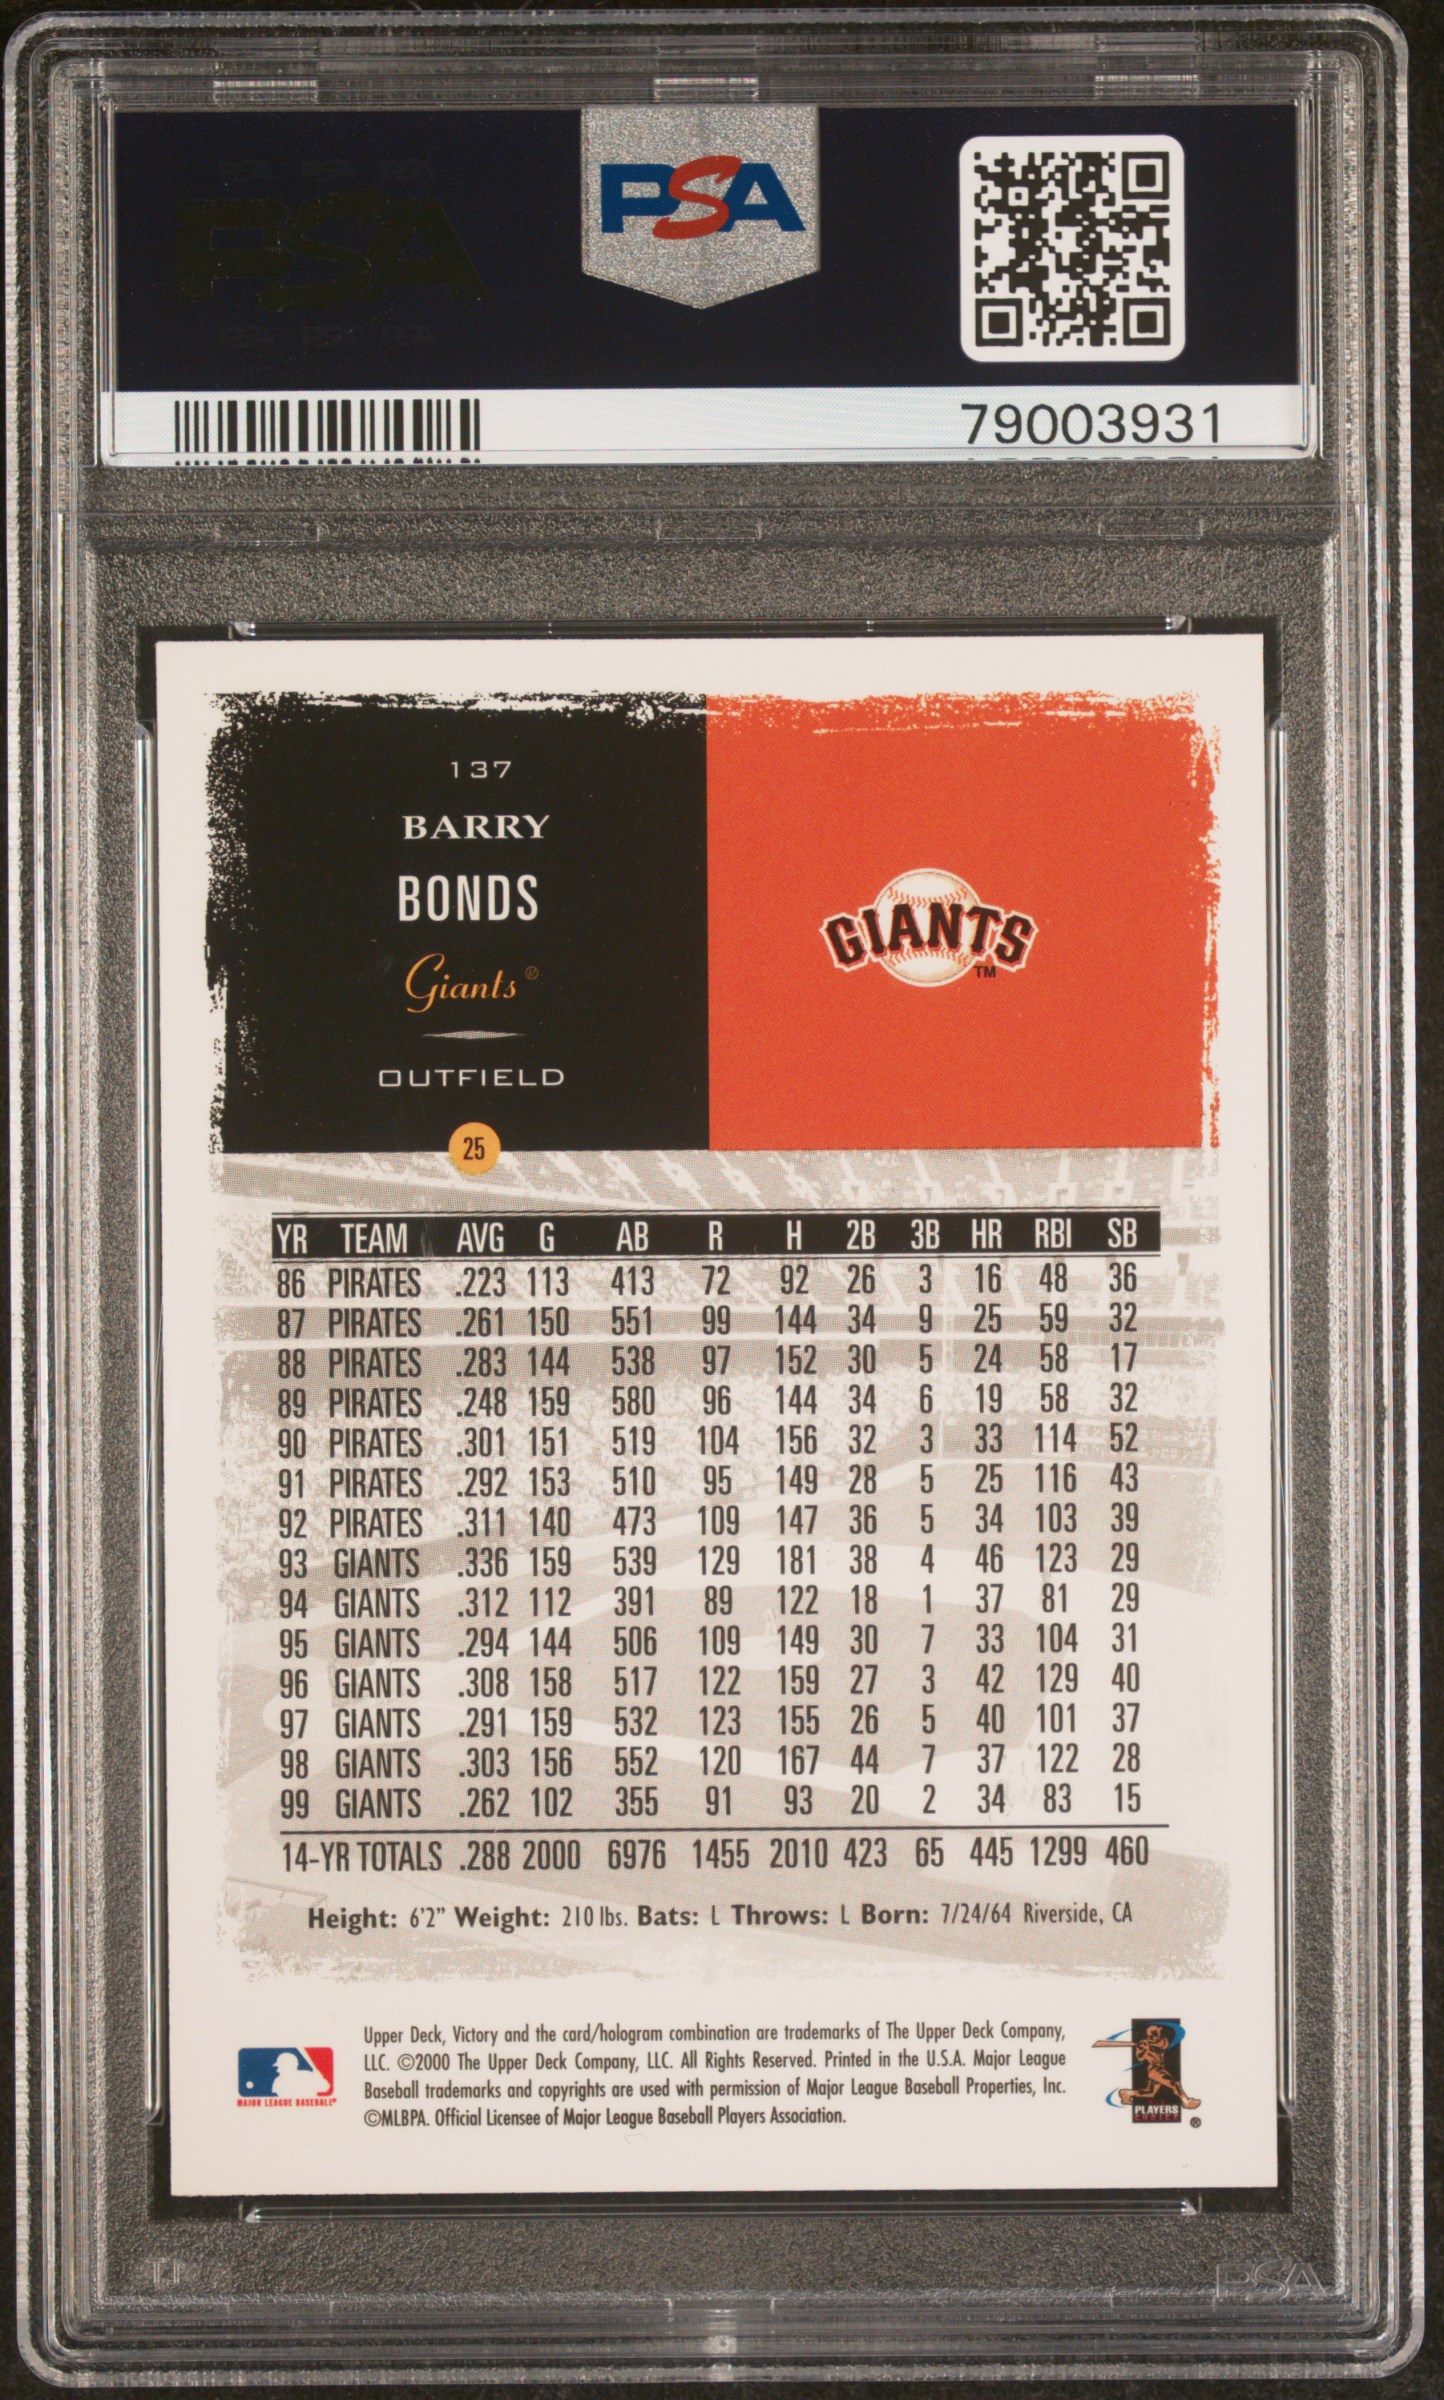 PSA PSA PSA
PSA
PSA PSA PSA
PSA
79003931
137
BARRY
BONDS
Giants®
OUTFIELD
25
GIANTS
TM
YR TEAM AVG G AB R H 2B 3B HR RBI SB
86 PIRATES .223 113 413 72 92 26 3 16 48 36
87 PIRATES .261 150 551 99 144 34 9 25 59 32
88 PIRATES .283 144 538 97 152 30 5 24 58 17
89 PIRATES .248 159 580 96 144 34 6 19 58 32
90 PIRATES .301 151 519 104 156 32 3 33 114 52
91 PIRATES .292 153 510 95 149 28 5 25 116 43
92 PIRATES .311 140 473 109 147 36 5 34 103 39
93 GIANTS .336 159 539 129 181 38 4 46 123 29
94 GIANTS .312 112 391 89 122 18 1 37 81 29
95 GIANTS .294 144 506 109 149 30 7 33 104 31
96 GIANTS .308 158 517 122 159 27 3 42 129 40
97 GIANTS .291 159 532 123 155 26 5 40 101 37
98 GIANTS .303 156 552 120 167 44 7 37 122 28
99 GIANTS .262 102 355 91 93 20 2 34 83 15
14-YR TOTALS .288 2000 6976 1455 2010 423 65 445 1299 460
Height: 6'2" Weight: 210 lbs. Bats: L Throws: L Born: 7/24/64 Riverside, CA
Upper Deck, Victory and the card/hologram combination are trademarks of The Upper Deck Company,
LLC. ©2000 The Upper Deck Company, LLC. All Rights Reserved. Printed in the U.S.A. Major League
Baseball trademarks and copyrights are used with permission of Major League Baseball Properties, Inc.
©MLBPA. Official Licensee of Major League Baseball Players Association.
MAJOR LEAGUE BASEBALL®
PLAYERS
CHOICE
®
PSA